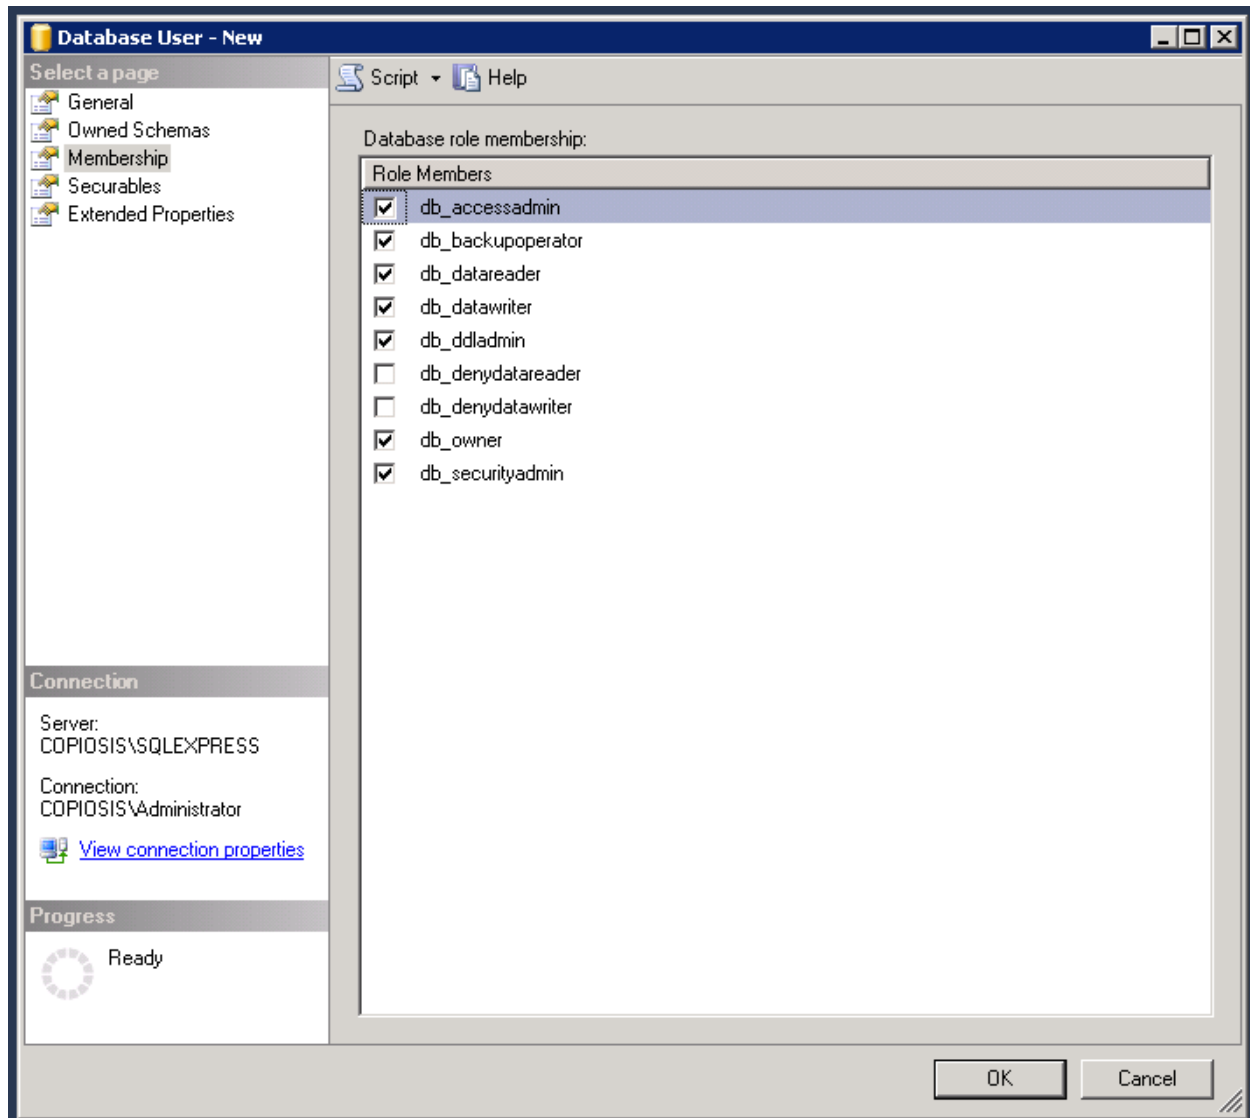 Database User - New
Select a page
General
Owned Schemas
Membership
Securables
Extended Properties
Script Help
Database role membership:
Role Members
db_accessadmin
db_backupoperator
db_datareader
db_datawriter
db_ddladmin
db_denydatareader
db_denydatawriter
db_owner
db_securityadmin
Connection
Server:
COPIOSIS\SQLEXPRESS
Connection:
COPIOSIS\Administrator
View connection properties
Progress
Ready
OK Cancel